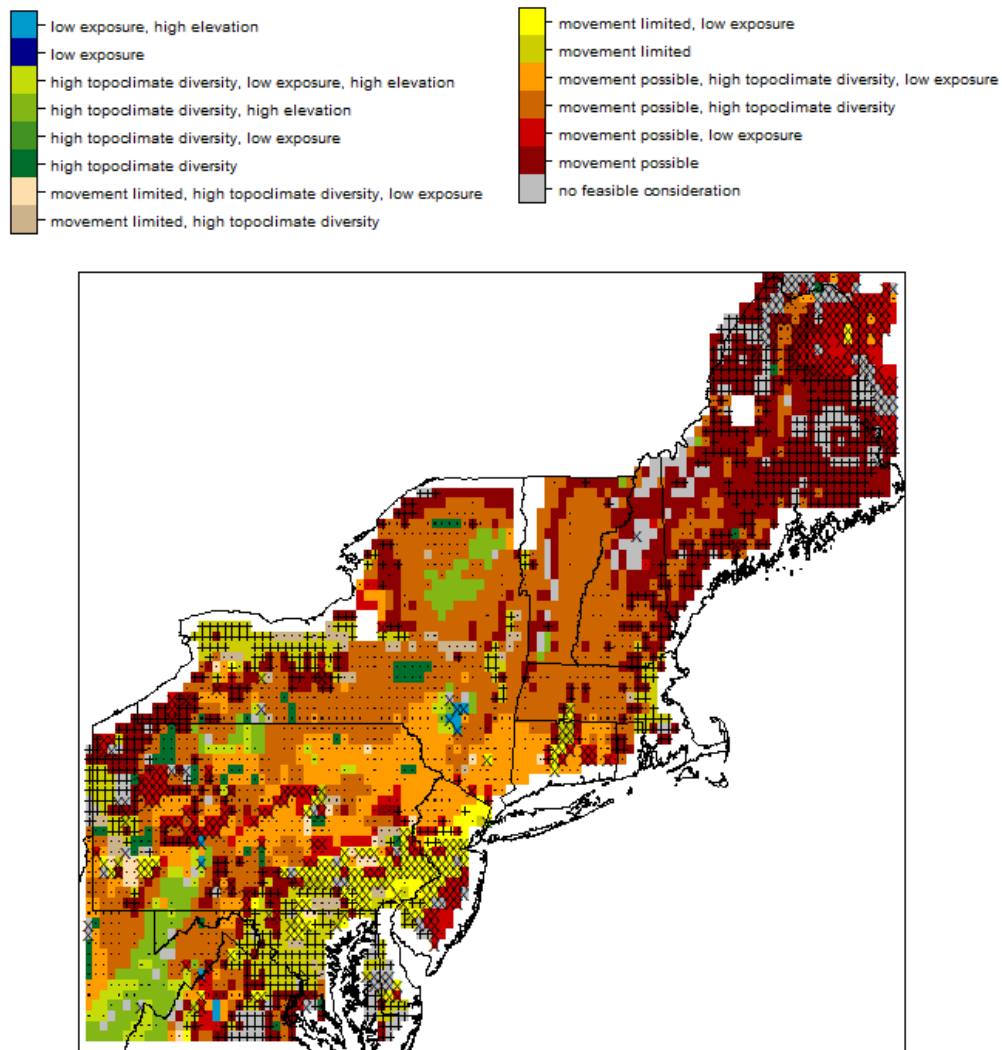 low exposure, high elevation
low exposure
high topoclimate diversity, low exposure, high elevation
high topoclimate diversity, high elevation
high topoclimate diversity, low exposure
high topoclimate diversity
movement limited, high topoclimate diversity, low exposure
movement limited, high topoclimate diversity
movement limited, low exposure
movement limited
movement possible, high topoclimate diversity, low exposure
movement possible, high topoclimate diversity
movement possible, low exposure
movement possible
no feasible consideration